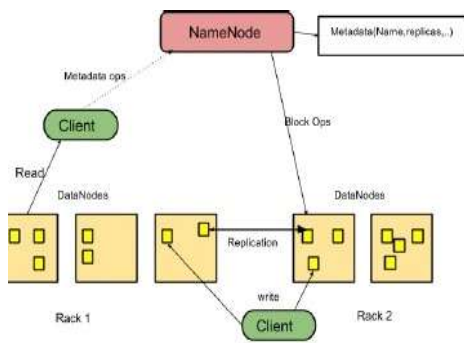 NameNode
Metadata(Name,replicas,..)
Metadata ops
Client
Block Ops
Read
DataNodes
DataNodes
Replication
Rack 1
write
Client
Rack 2